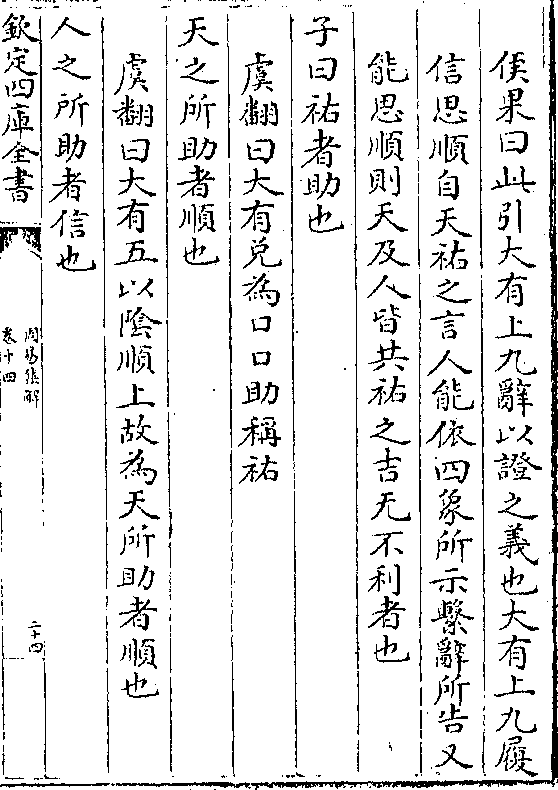 侯果曰此引大有上九辭以證之義也大有上九履
信思順自天祐之言人能依四象所示繫辭所告又
能思順則天及人皆共祐之吉无不利者也
子曰祐者助也
虞翻曰大有兌為口口助稱祐
天之所助者順也
虞翻曰大有五以陰順上故為天所助者順也
人之所助者信也
欽定四庫全書
周易集解
卷十四
二十四